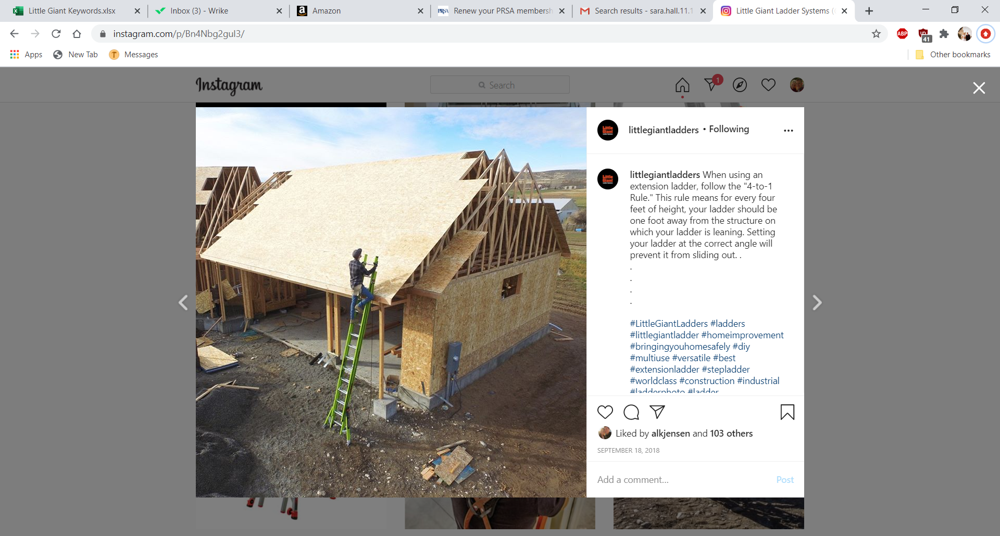 Little Giant Keywords.xlsx
Inbox (3) - Wrike
Amazon
Renew your PRSA membersh
Search results - sara.hall.11.1
Little Giant Ladder Systems (
instagram.com/p/Bn4Nbg2gul3/
ABP
41
Apps
New Tab
Messages
Other bookmarks
Instagram
Search
1
littlegiantladders • Following
littlegiantladders When using an
extension ladder, follow the "4-to-1
Rule." This rule means for every four
feet of height, your ladder should be
one foot away from the structure on
which your ladder is leaning. Setting
your ladder at the correct angle will
prevent it from sliding out. .
.
.
.
.
#LittleGiantLadders #ladders
#littlegiantladder #homeimprovement
#bringingyouhomesafely #diy
#multiuse #versatile #best
#extensionladder #stepladder
#worldclass #construction #industrial
#ladderphoto #ladder
Liked by alkjensen and 103 others
SEPTEMBER 18, 2018
Add a comment...
Post